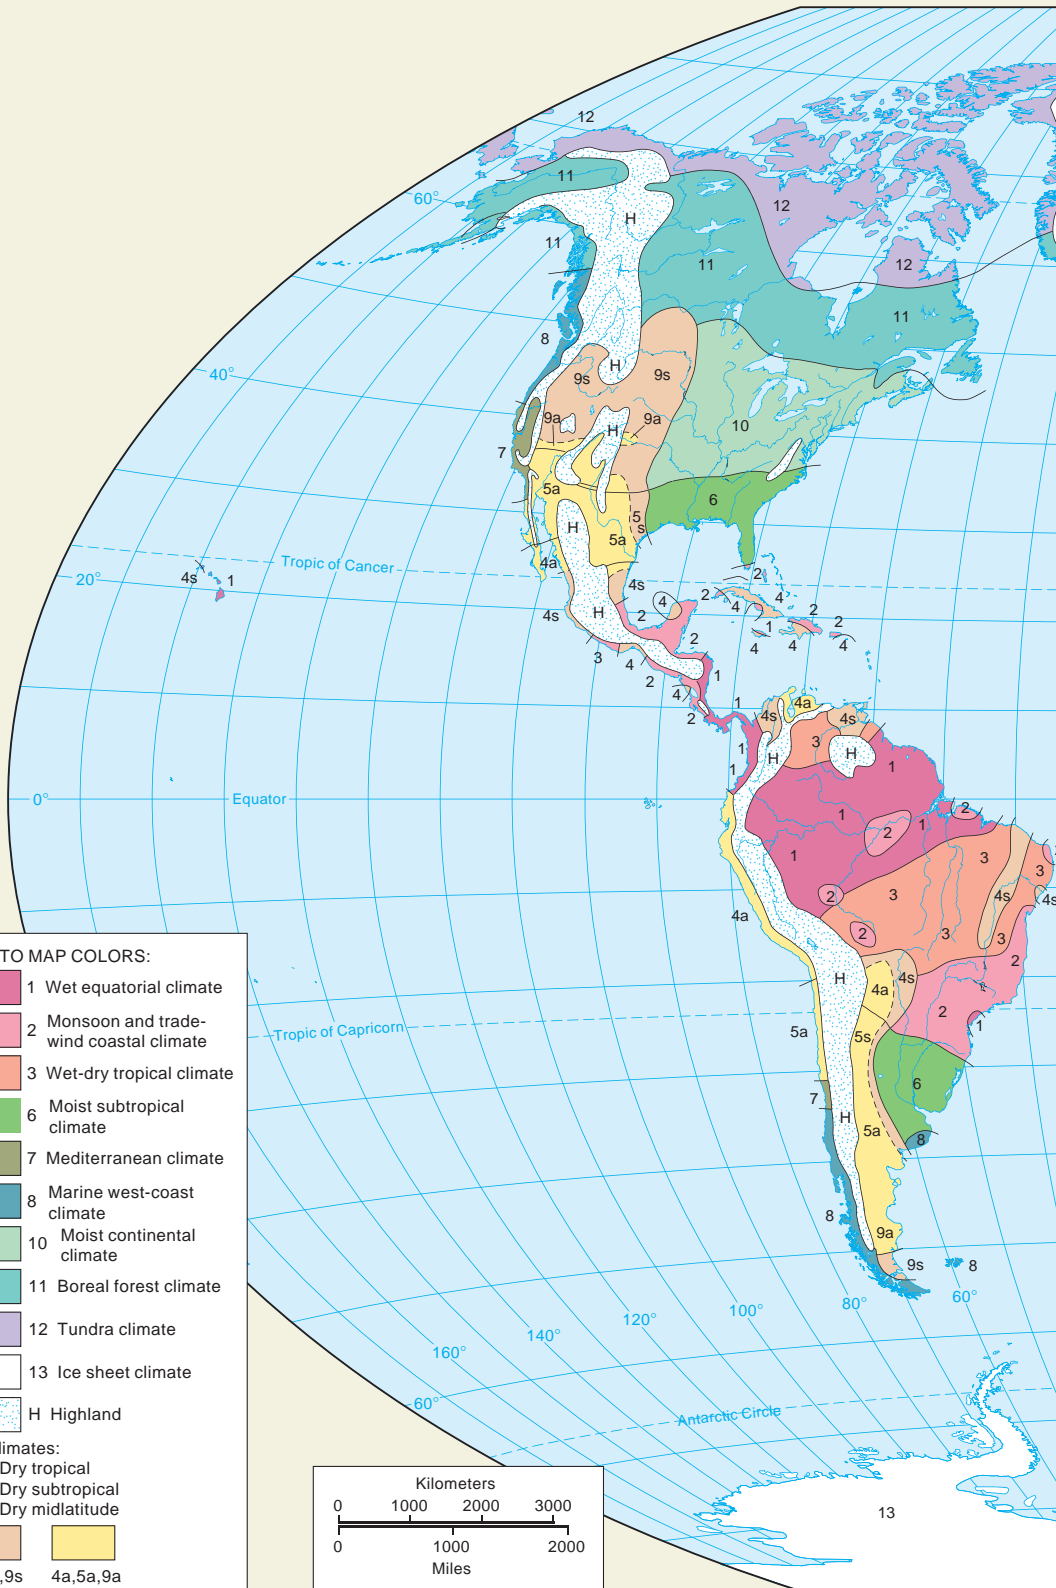 12
11
60°
H
12
11
11
12
11
8
40°
H
9s
9s
9a
9a
H
10
7
5a
6
H
5
s
5a
Tropic of Cancer
4a
20°
4s
1
2
4s
4
2
4
4
4s
H
2
2
1
2
4
4
4
2
3
4
1
2
4
2
1
4a
4s
4s
3
H
1
H
1
1
0°
Equator
1
2
1
2
1
3
3
2
3
4s
4s
4a
2
3
3
2
TO MAP COLORS:
H
4a
4s
1 Wet equatorial climate
2
1
2 Monsoon and trade-
wind coastal climate
Tropic of Capricorn
5a
5s
3 Wet-dry tropical climate
6
6 Moist subtropical
climate
7
H
5a
8
7 Mediterranean climate
8 Marine west-coast
climate
8
9a
10 Moist continental
climate
9s
8
11 Boreal forest climate
80°
60°
100°
120°
140°
160°
12 Tundra climate
13 Ice sheet climate
60°
Antarctic Circle
H Highland
limates:
Dry tropical
Dry subtropical
Dry midlatitude
,9s 4a,5a,9a
Kilometers
0 1000 2000 3000
0 1000 2000
Miles
13